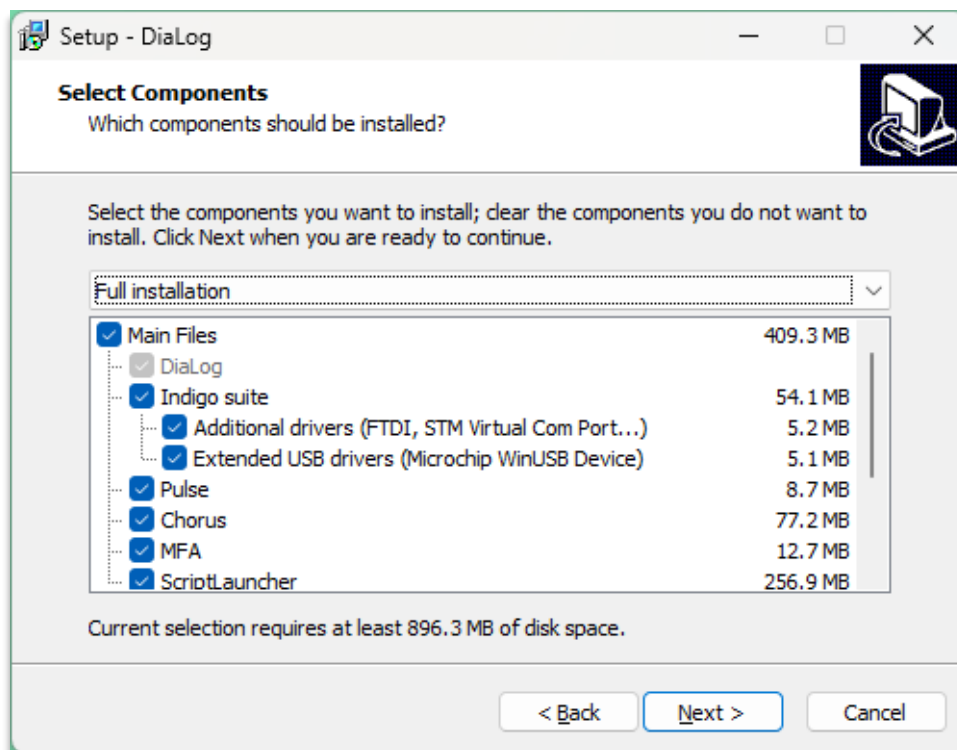 Setup - DiaLog
Select Components
Which components should be installed?
Select the components you want to install; clear the components you do not want to
install. Click Next when you are ready to continue.
Full installation
Main Files 409.3 MB
DiaLog
Indigo suite 54.1 MB
Additional drivers (FTDI, STM Virtual Com Port...) 5.2 MB
Extended USB drivers (Microchip WinUSB Device) 5.1 MB
Pulse 8.7 MB
Chorus 77.2 MB
MFA 12.7 MB
ScriptLauncher 256.9 MB
Current selection requires at least 896.3 MB of disk space.
< Back Next > Cancel